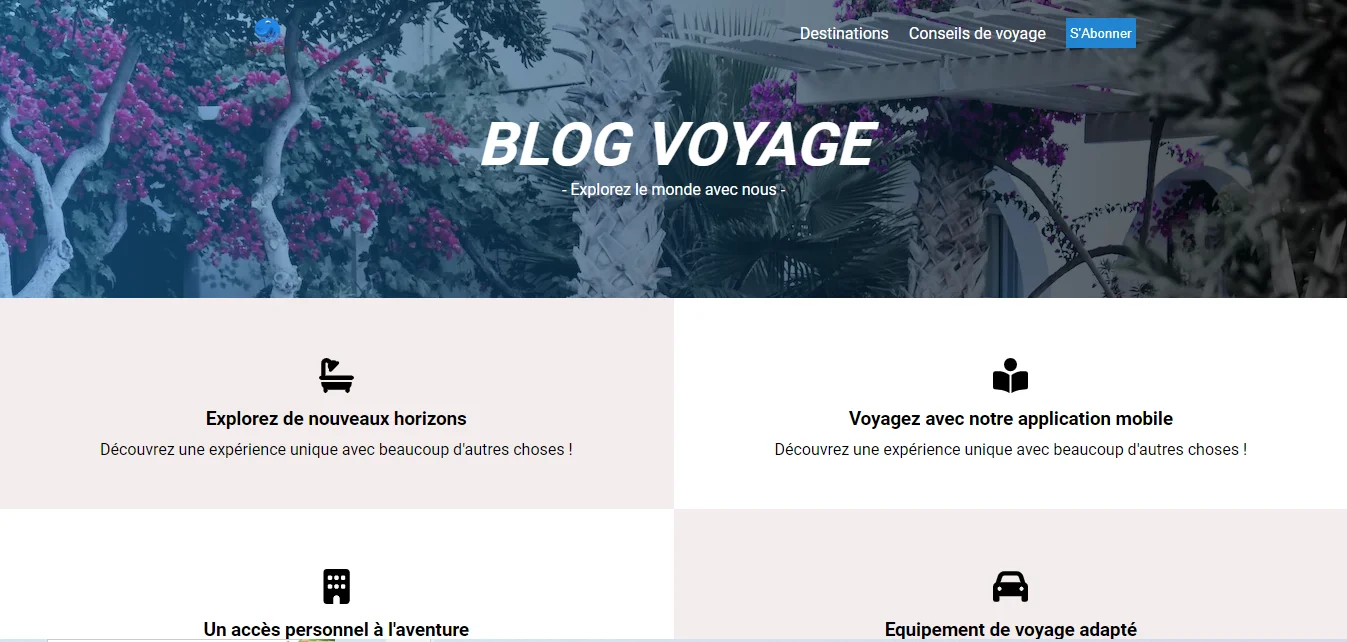 Destinations Conseils de voyage S'Abonner
BLOG VOYAGE
- Explorez le monde avec nous -
Explorez de nouveaux horizons
Découvrez une expérience unique avec beaucoup d'autres choses !
Voyagez avec notre application mobile
Découvrez une expérience unique avec beaucoup d'autres choses !
Un accès personnel à l'aventure
Equipement de voyage adapté